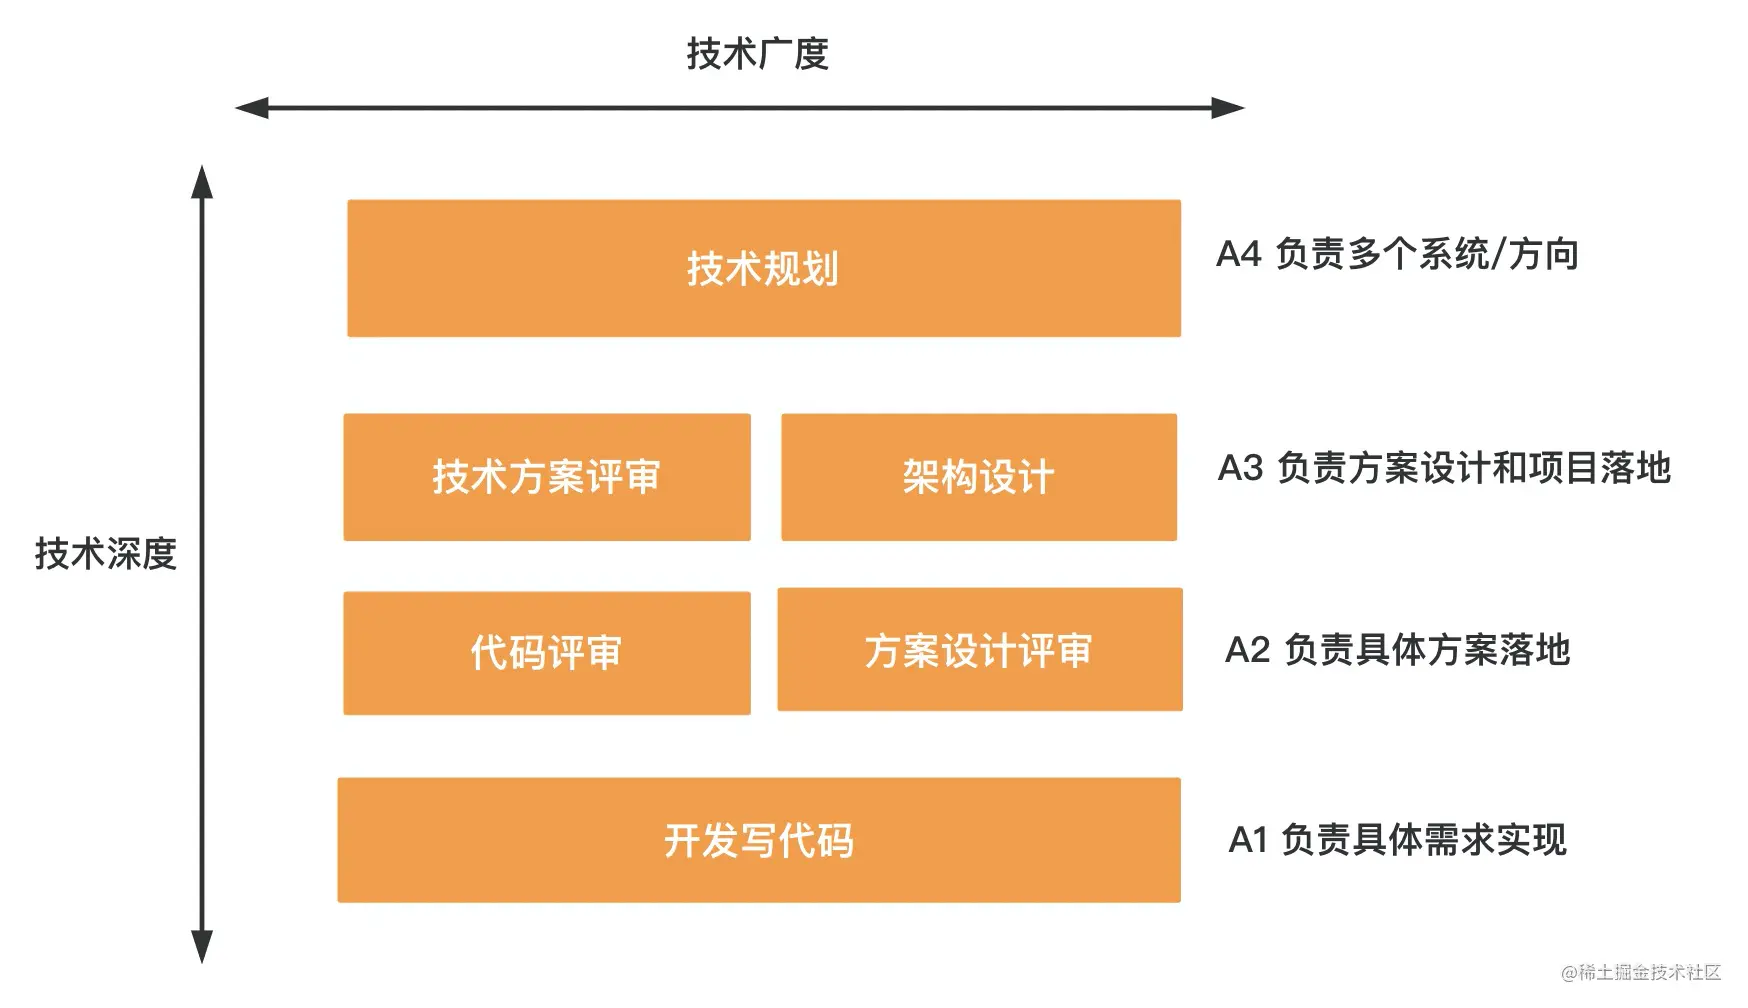 技术广度
技术规划
A4 负责多个系统/方向
技术方案评审
架构设计
A3 负责方案设计和项目落地
技术深度
代码评审
方案设计评审
A2 负责具体方案落地
开发写代码
A1 负责具体需求实现
@稀土掘金技术社区